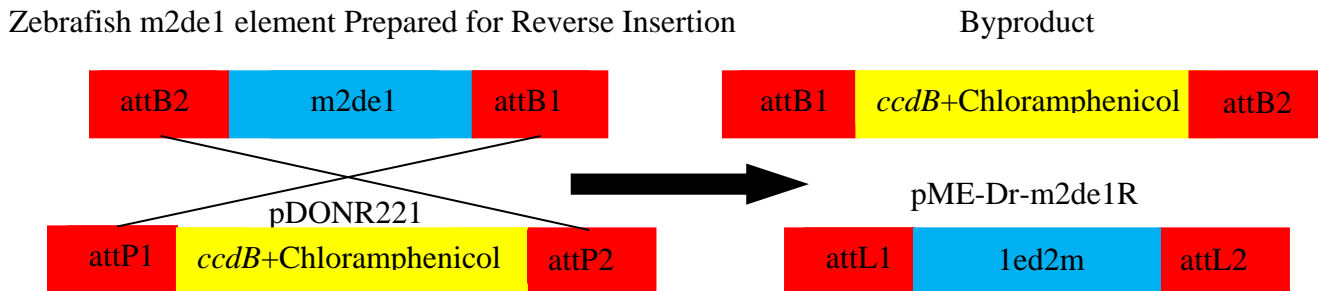 Zebrafish m2de1 element Prepared for Reverse Insertion
Byproduct
attB2 m2de1 attB1
attB1 ccdB+Chloramphenicol attB2
pDONR221
pME-Dr-m2de1R
attP1 ccdB+Chloramphenicol attP2
attL1 1ed2m attL2